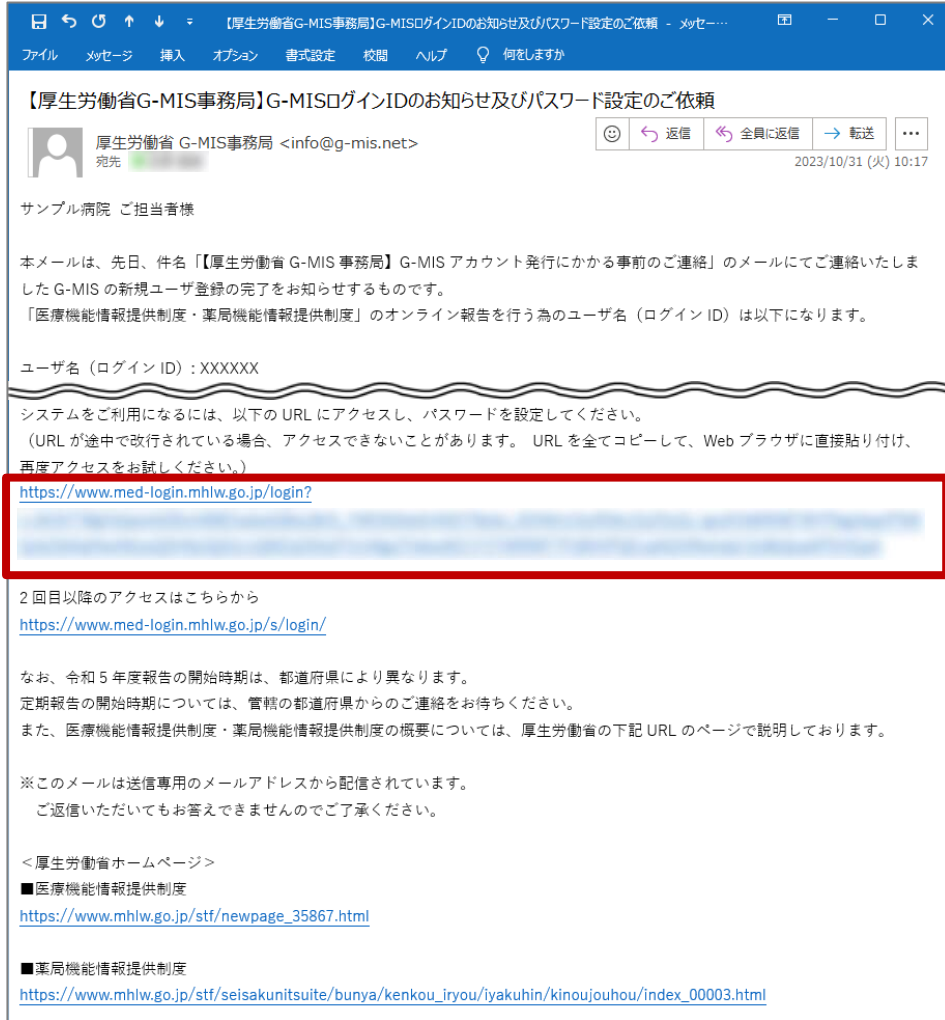 【厚生労働省G-MIS事務局】G-MISログインIDのお知らせ及びパスワード設定のご依頼 - メッセ…
ファイル メッセージ 挿入 オプション 書式設定 校閲 ヘルプ 何をしますか
【厚生労働省G-MIS事務局】G-MISログインIDのお知らせ及びパスワード設定のご依頼
厚生労働省 G-MIS事務局 <info@g-mis.net>
返信 全員に返信 転送 …
宛先
2023/10/31 (火) 10:17
サンプル病院 ご担当者様
本メールは、先日、件名「【厚生労働省 G-MIS 事務局】G-MIS アカウント発行にかかる事前のご連絡」のメールにてご連絡いたしま
した G-MIS の新規ユーザ登録の完了をお知らせするものです。
「医療機能情報提供制度・薬局機能情報提供制度」のオンライン報告を行う為のユーザ名（ログイン ID）は以下になります。
ユーザ名（ログイン ID）: XXXXXX
システムをご利用になるには、以下の URL にアクセスし、パスワードを設定してください。
（URL が途中で改行されている場合、アクセスできないことがあります。 URL を全てコピーして、Web ブラウザに直接貼り付け、
再度アクセスをお試しください。）
https://www.med-login.mhlw.go.jp/login?
2 回目以降のアクセスはこちらから
https://www.med-login.mhlw.go.jp/s/login/
なお、令和 5 年度報告の開始時期は、都道府県により異なります。
定期報告の開始時期については、管轄の都道府県からのご連絡をお待ちください。
また、医療機能情報提供制度・薬局機能情報提供制度の概要については、厚生労働省の下記 URL のページで説明しております。
※このメールは送信専用のメールアドレスから配信されています。
ご返信いただいてもお答えできませんのでご了承ください。
＜厚生労働省ホームページ＞
■医療機能情報提供制度
https://www.mhlw.go.jp/stf/newpage_35867.html
■薬局機能情報提供制度
https://www.mhlw.go.jp/stf/seisakunitsuite/bunya/kenkou_iryou/iyakuhin/kinoujouhou/index_00003.html